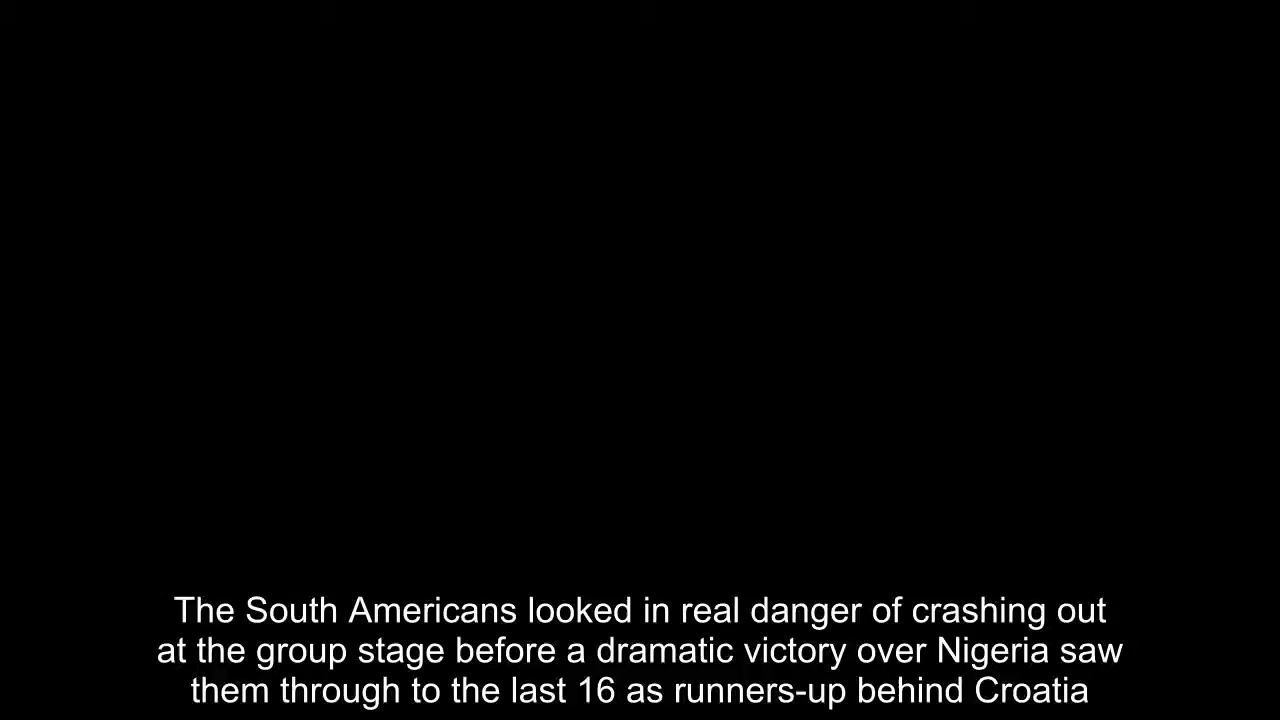 The South Americans looked in real danger of crashing out
at the group stage before a dramatic victory over Nigeria saw
them through to the last 16 as runners-up behind Croatia